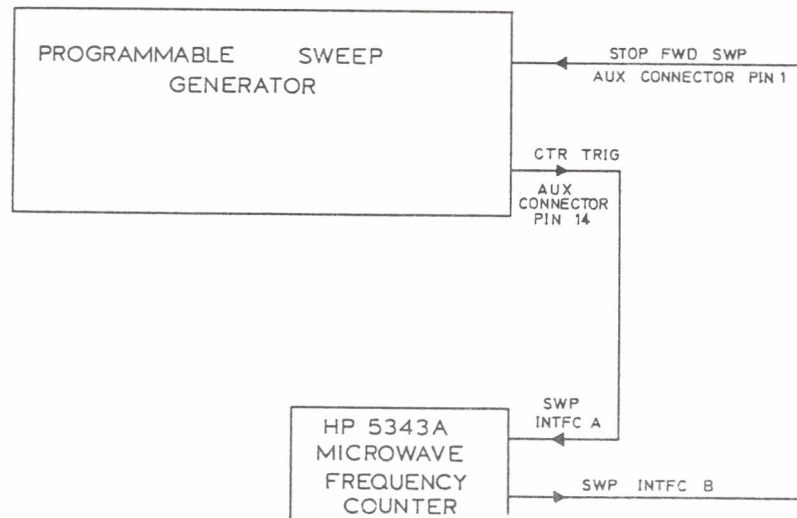 PROGRAMMABLE SWEEP
GENERATOR
STOP FWD SWP
AUX CONNECTOR PIN 1
CTR TRIG
AUX
CONNECTOR
PIN 14
SWP
INTFC A
HP 5343A
MICROWAVE
FREQUENCY
COUNTER
SWP INTFC B